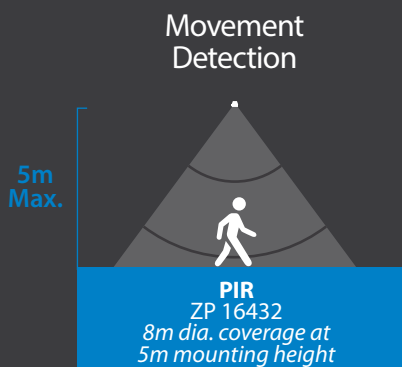 Movement
Detection
5m
Max.
PIR
ZP 16432
8m dia. coverage at
5m mounting height